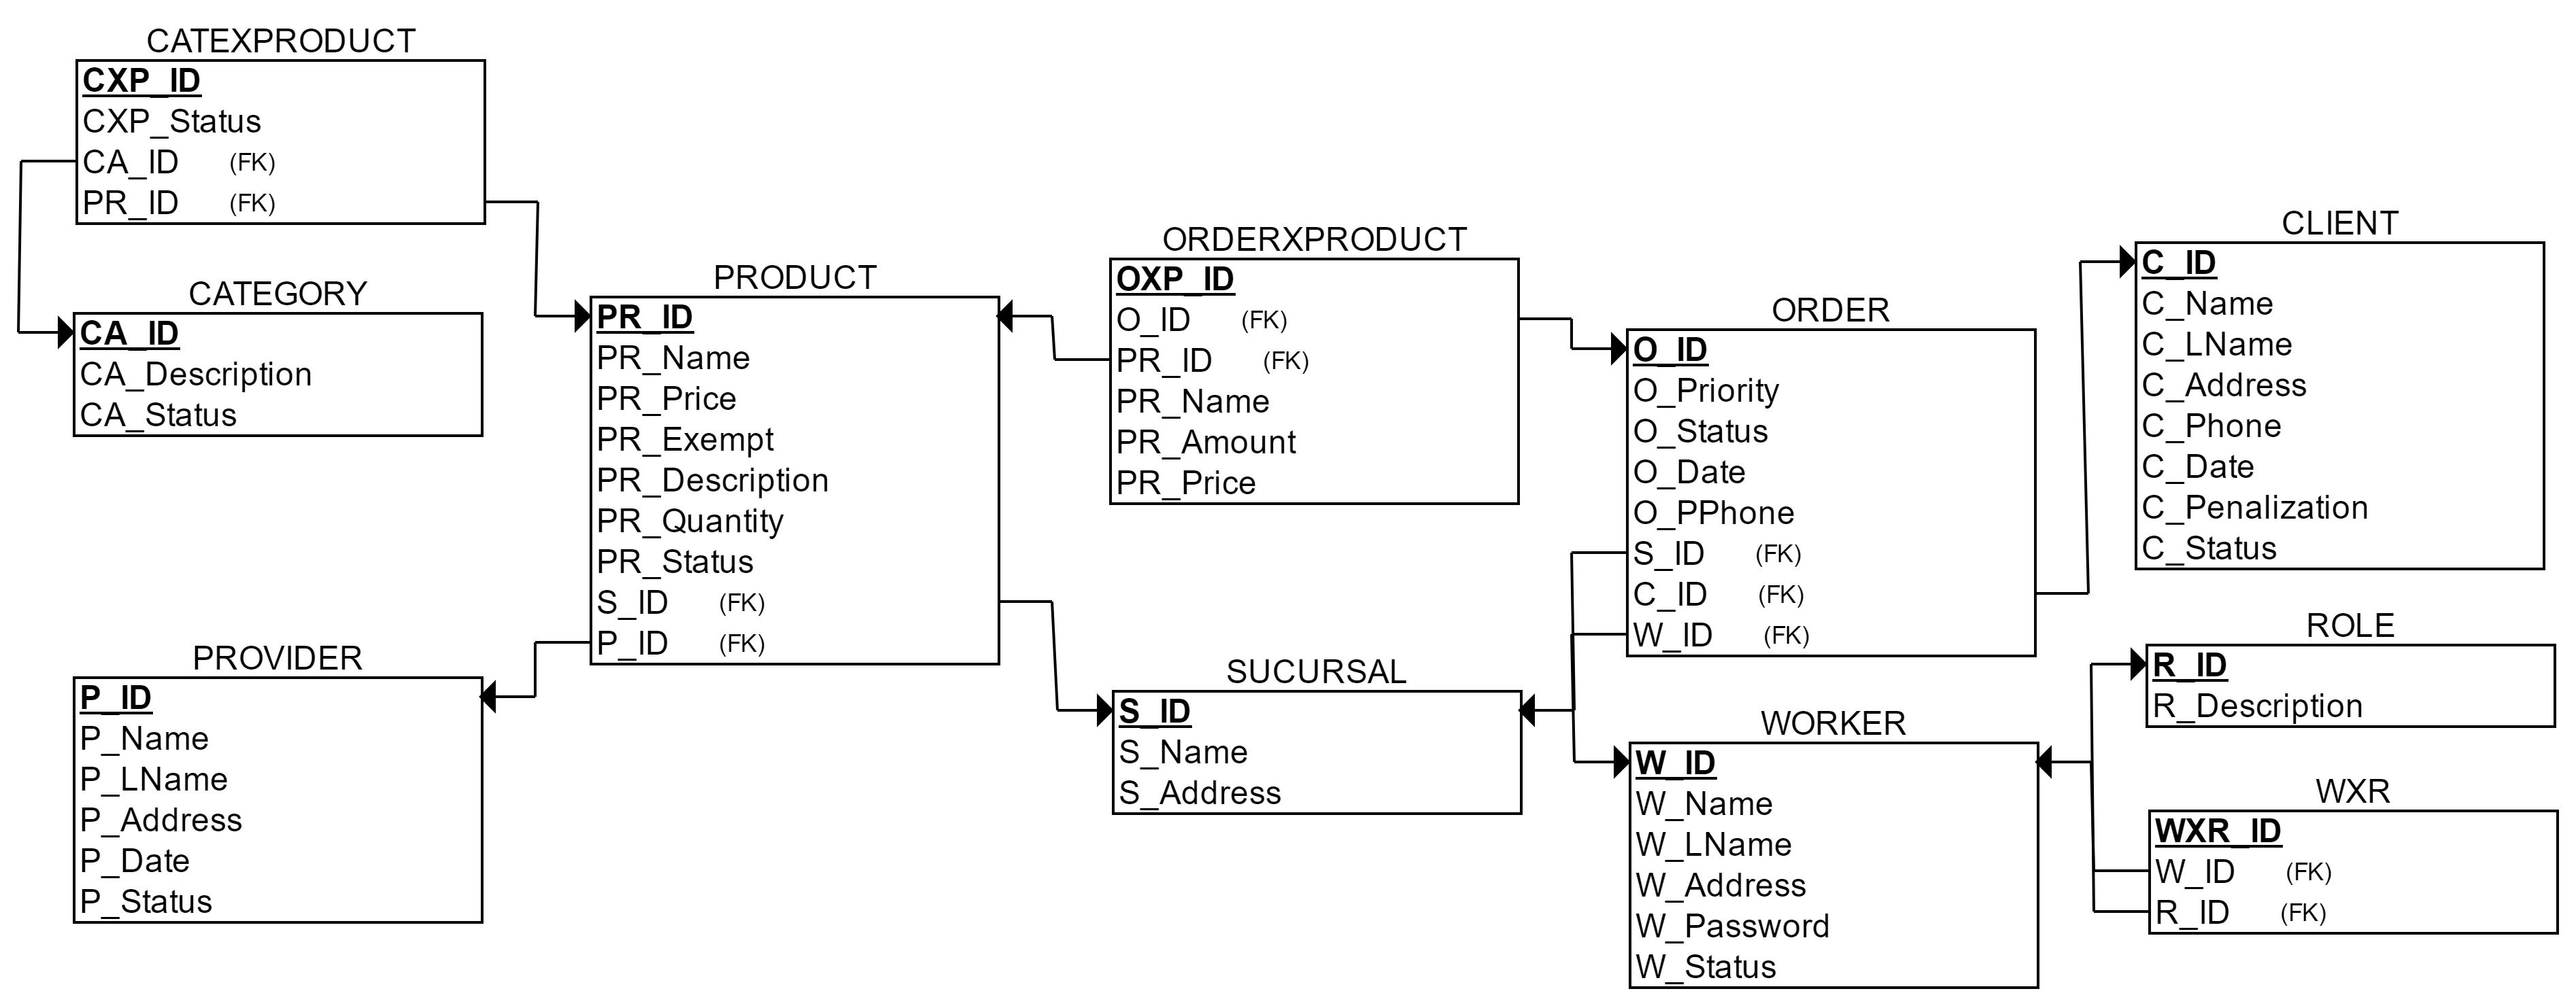 CATEXPRODUCT
CXP_ID
CXP_Status
CA_ID (FK)
PR_ID (FK)
CATEGORY
CA_ID
CA_Description
CA_Status
PROVIDER
P_ID
P_Name
P_LName
P_Address
P_Date
P_Status
PRODUCT
PR_ID
PR_Name
PR_Price
PR_Exempt
PR_Description
PR_Quantity
PR_Status
S_ID (FK)
P_ID (FK)
ORDERXPRODUCT
OXP_ID
O_ID (FK)
PR_ID (FK)
PR_Name
PR_Amount
PR_Price
SUCURSAL
S_ID
S_Name
S_Address
ORDER
O_ID
O_Priority
O_Status
O_Date
O_PPhone
S_ID (FK)
C_ID (FK)
W_ID (FK)
WORKER
W_ID
W_Name
W_LName
W_Address
W_Password
W_Status
CLIENT
C_ID
C_Name
C_LName
C_Address
C_Phone
C_Date
C_Penalization
C_Status
ROLE
R_ID
R_Description
WXR
WXR_ID
W_ID (FK)
R_ID (FK)